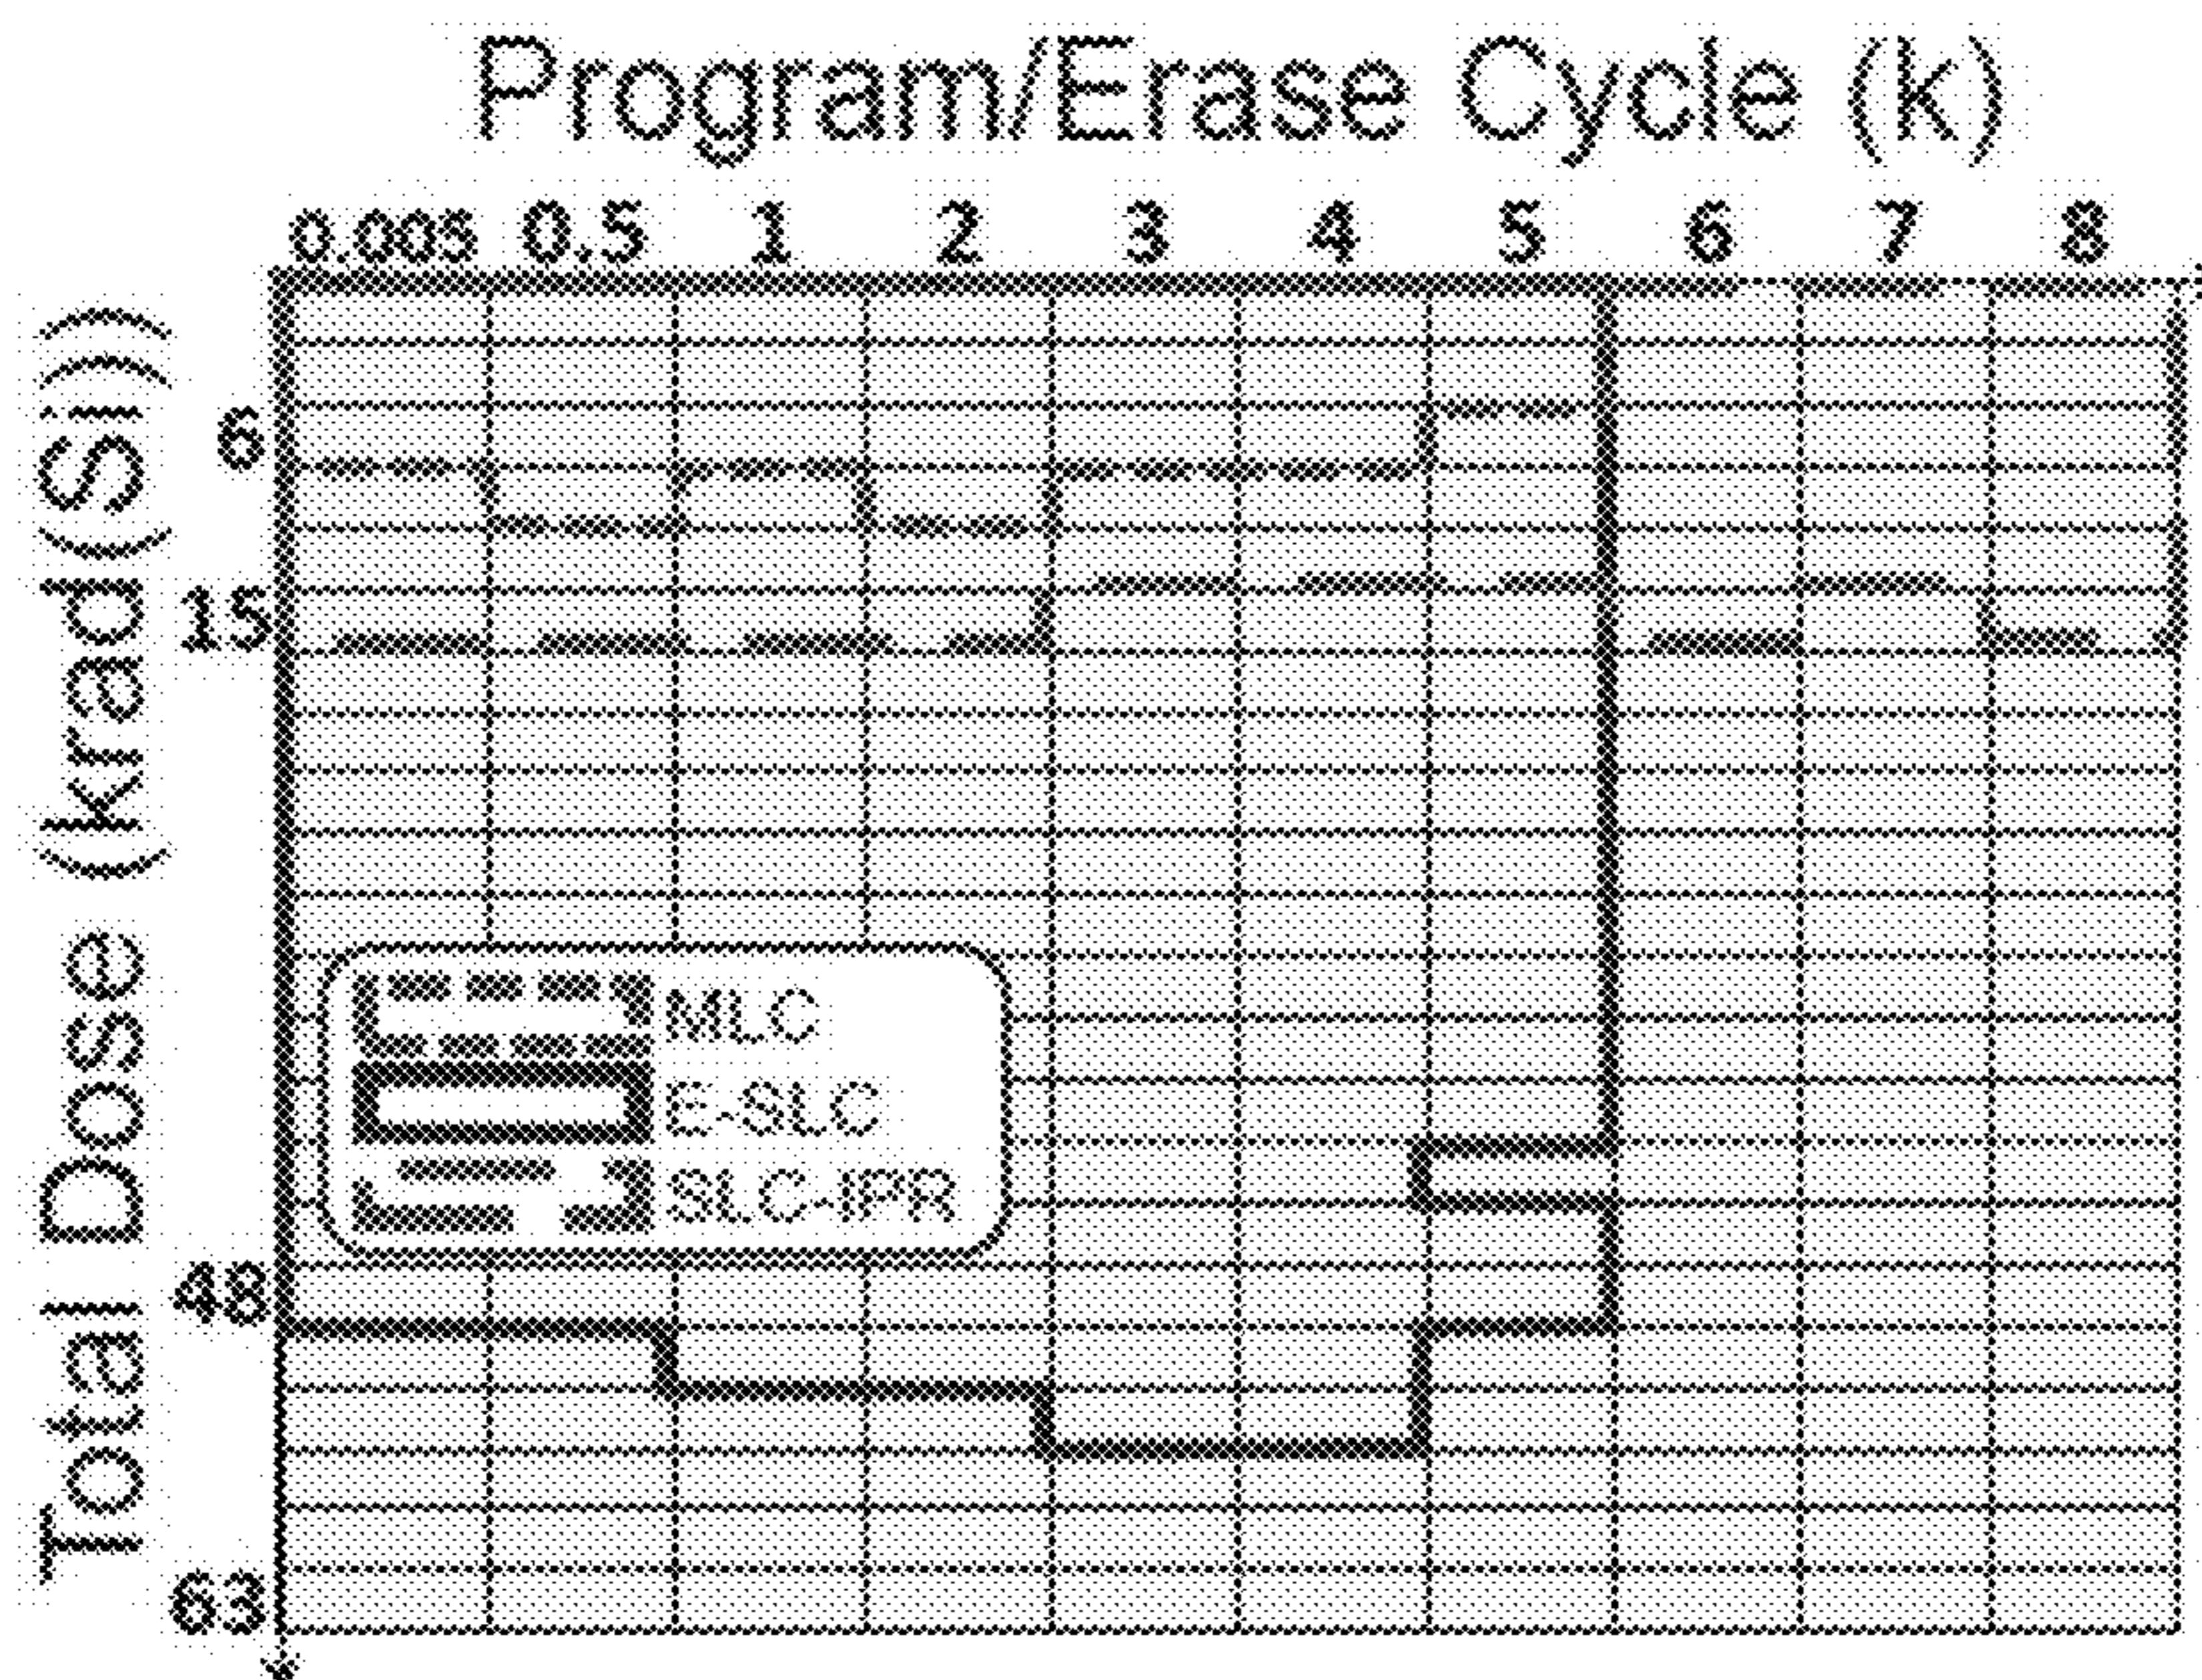 Program/Erase Cycle (k)
0.005 0.5 1 2 3 4 5 6 7 8
Total Dose (krad(Si))
6
15
48
63
MLC
E-SLC
SLC-IPR